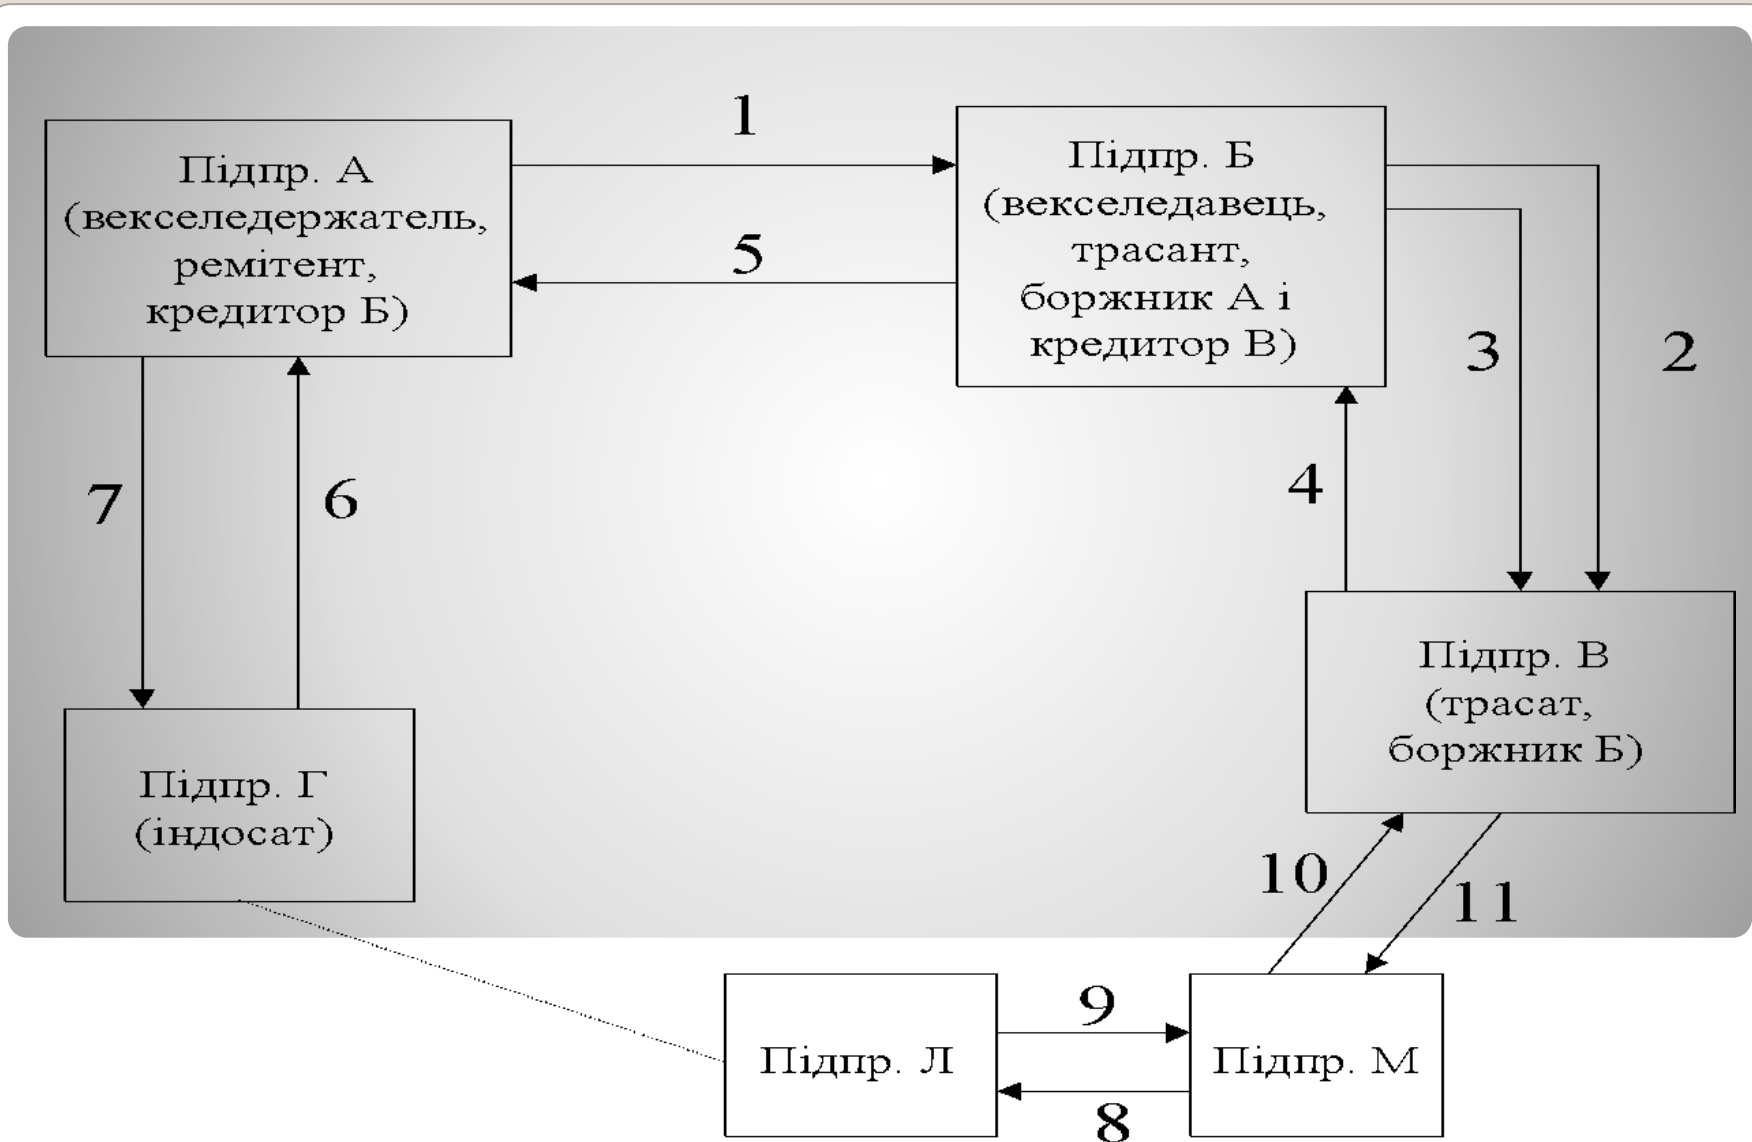 1
Підпр. А
(векселедержатель,
ремітент,
кредитор Б)
5
Підпр. Б
(векселедавець,
трасант,
боржник А і
кредитор В)
3
2
7
6
4
Підпр. В
(трасат,
боржник Б)
Підпр. Г
(індосат)
10
11
9
Підпр. Л
Підпр. М
8